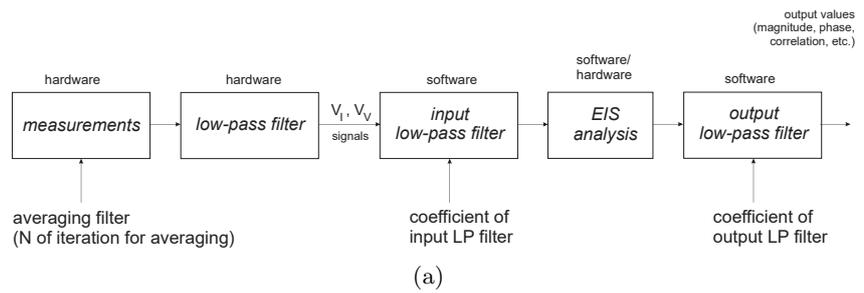 output values
(magnitude, phase,
correlation, etc.)
hardware
hardware
software
software/
hardware
software
measurements
low-pass filter
V_I , V_V
signals
input
low-pass filter
EIS
analysis
output
low-pass filter
averaging filter
(N of iteration for averaging)
coefficient of
input LP filter
coefficient of
output LP filter
(a)